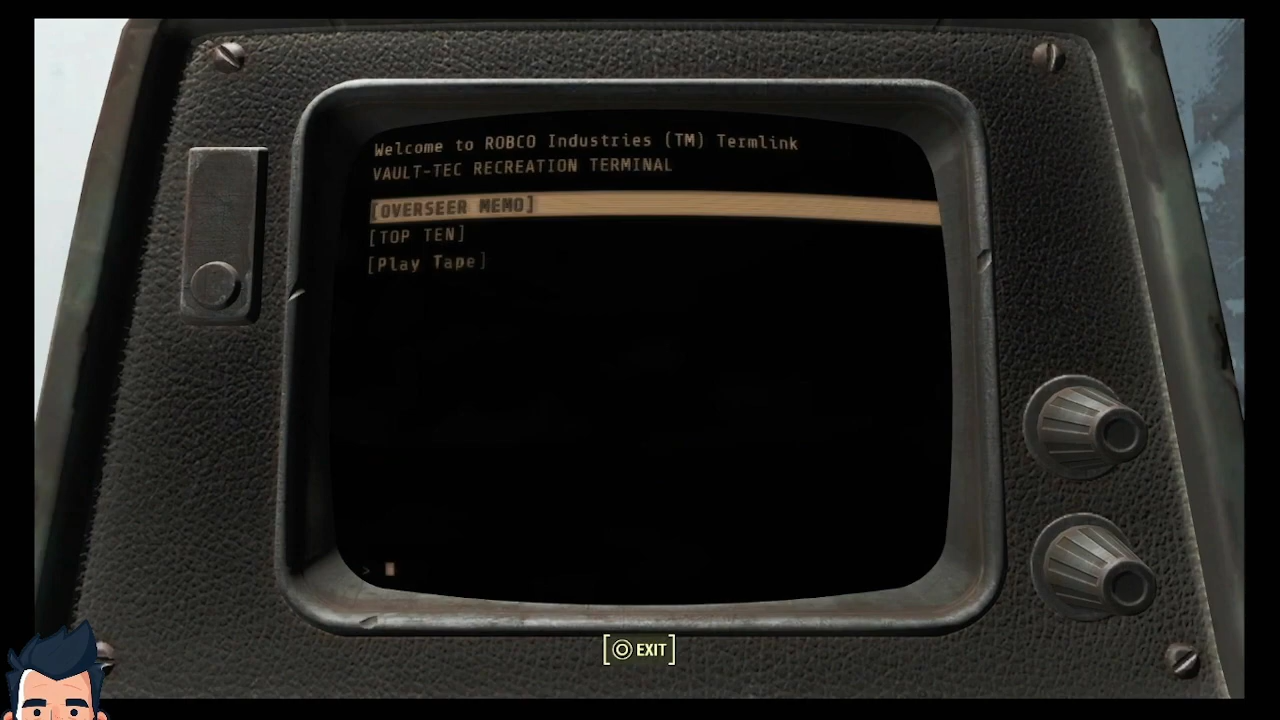 Welcome to ROBCO Industries (TM) Termlink
VAULT-TEC RECREATION TERMINAL
[OVERSEER MEMO]
[TOP TEN]
[Play Tape]
>
[EXIT]